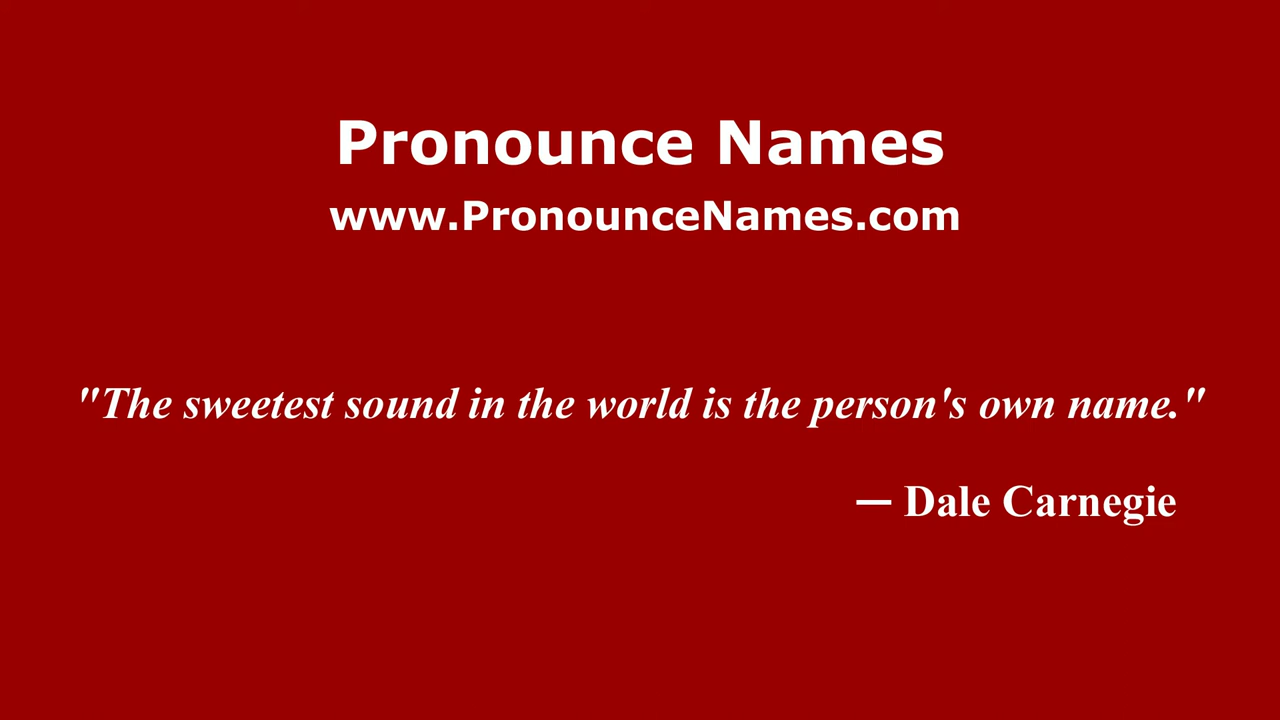 Pronounce Names
www.PronounceNames.com
"The sweetest sound in the world is the person's own name."
— Dale Carnegie